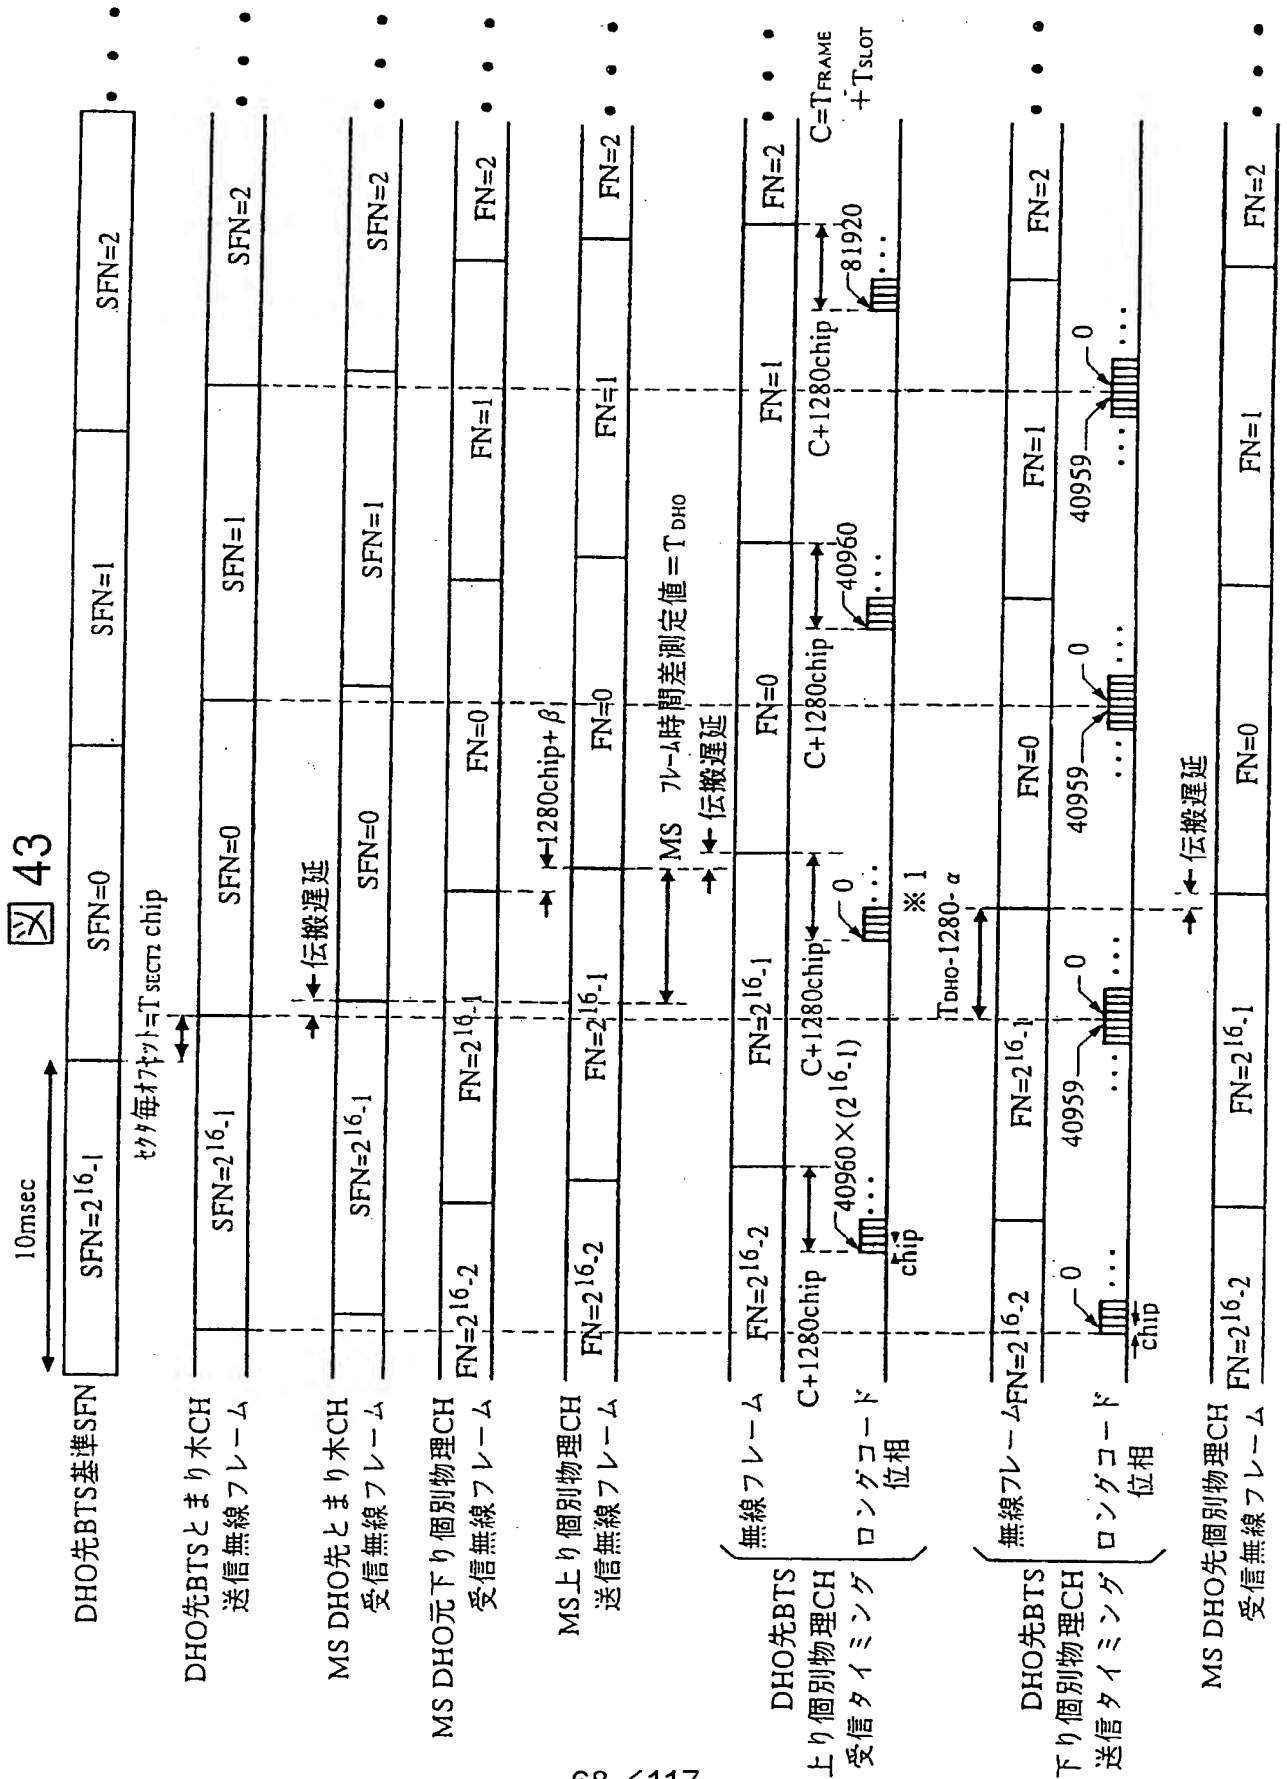 図 43
10msec
DHO先BTS基準SFN
SFN=2^16-1
SFN=0
SFN=1
SFN=2
セクタ毎オフセット=TSECT2 chip
DHO先BTSとまり木CH
送信無線フレーム
SFN=2^16-1
SFN=0
SFN=1
SFN=2
伝搬遅延
MS DHO先とまり木CH
受信無線フレーム
SFN=2^16-1
SFN=0
SFN=1
SFN=2
MS DHO元下り個別物理CH
受信無線フレーム
FN=2^16-2
FN=2^16-1
FN=0
FN=1
FN=2
1280chip+β
MS上り個別物理CH
送信無線フレーム
FN=2^16-2
FN=2^16-1
FN=0
FN=1
FN=2
MS フレーム時間差測定値=TDHO
伝搬遅延
DHO先BTS
上り個別物理CH
受信タイミング
無線フレーム
FN=2^16-2
FN=2^16-1
FN=0
FN=1
FN=2
C+1280chip
C+1280chip
C+1280chip
C+1280chip
C=TFRAME
+TSLOT
ロングコード
位相
40960×(2^16-1)
0
40960
81920
chip
※1
TDHO-1280-α
DHO先BTS
下り個別物理CH
送信タイミング
無線フレーム
FN=2^16-2
FN=2^16-1
FN=0
FN=1
FN=2
ロングコード
位相
0
40959
0
40959
0
40959
0
chip
伝搬遅延
MS DHO先個別物理CH
受信無線フレーム
FN=2^16-2
FN=2^16-1
FN=0
FN=1
FN=2